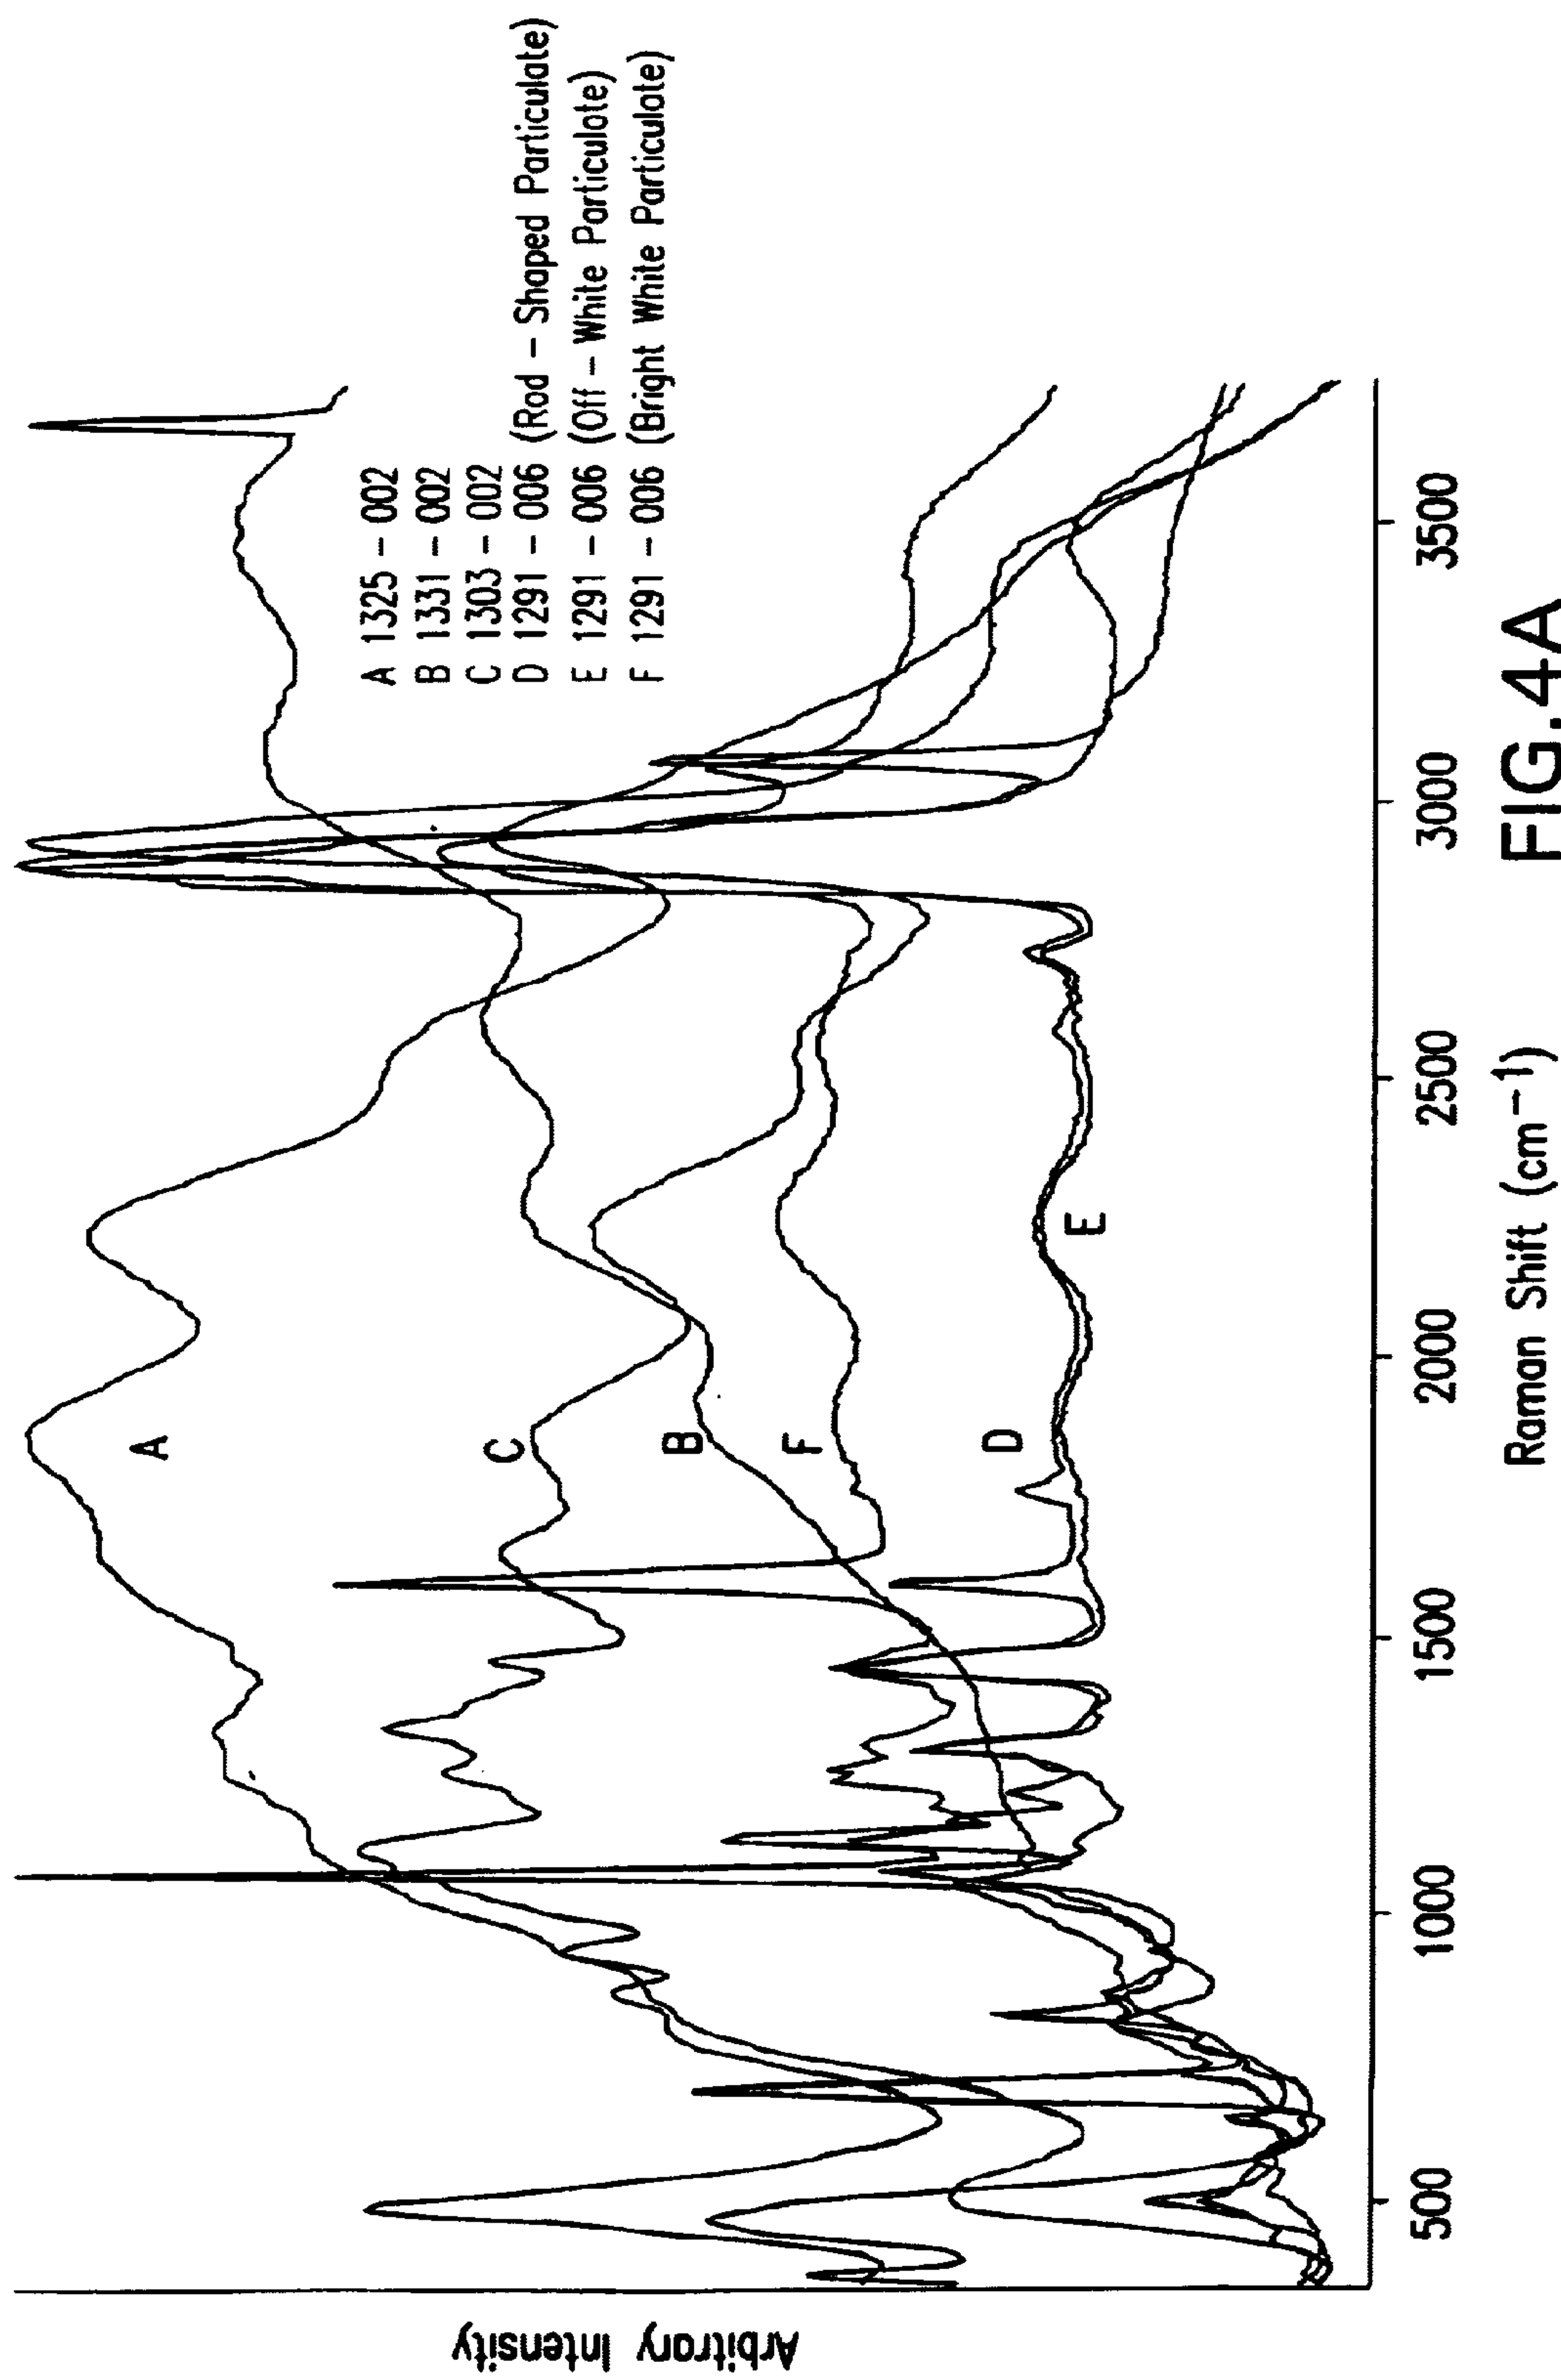 A 1325 - 002
B 1331 - 002
C 1303 - 002
D 1291 - 006 (Rod - Shaped Particulate)
E 1291 - 006 (Off - White Particulate)
F 1291 - 006 (Bright White Particulate)
A
C
B
F
D
E
Arbitrary Intensity
500 1000 1500 2000 2500 3000 3500
Raman Shift (cm⁻¹)
FIG.4A